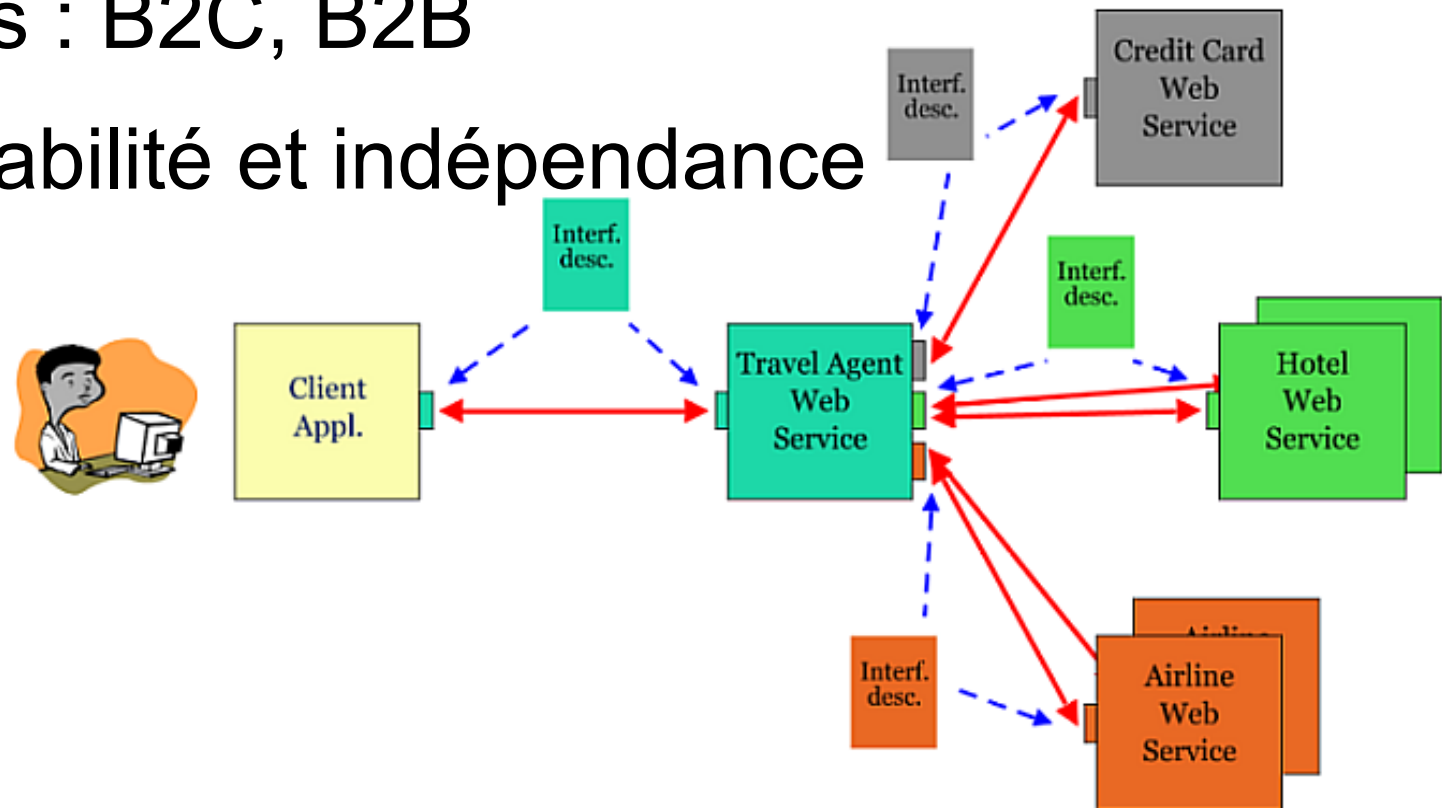 s : B2C, B2B
abilité et indépendance
Interf.
desc.
Credit Card
Web
Service
Interf.
desc.
Interf.
desc.
Client
Appl.
Travel Agent
Web
Service
Hotel
Web
Service
Interf.
desc.
Airline
Airline
Web
Service